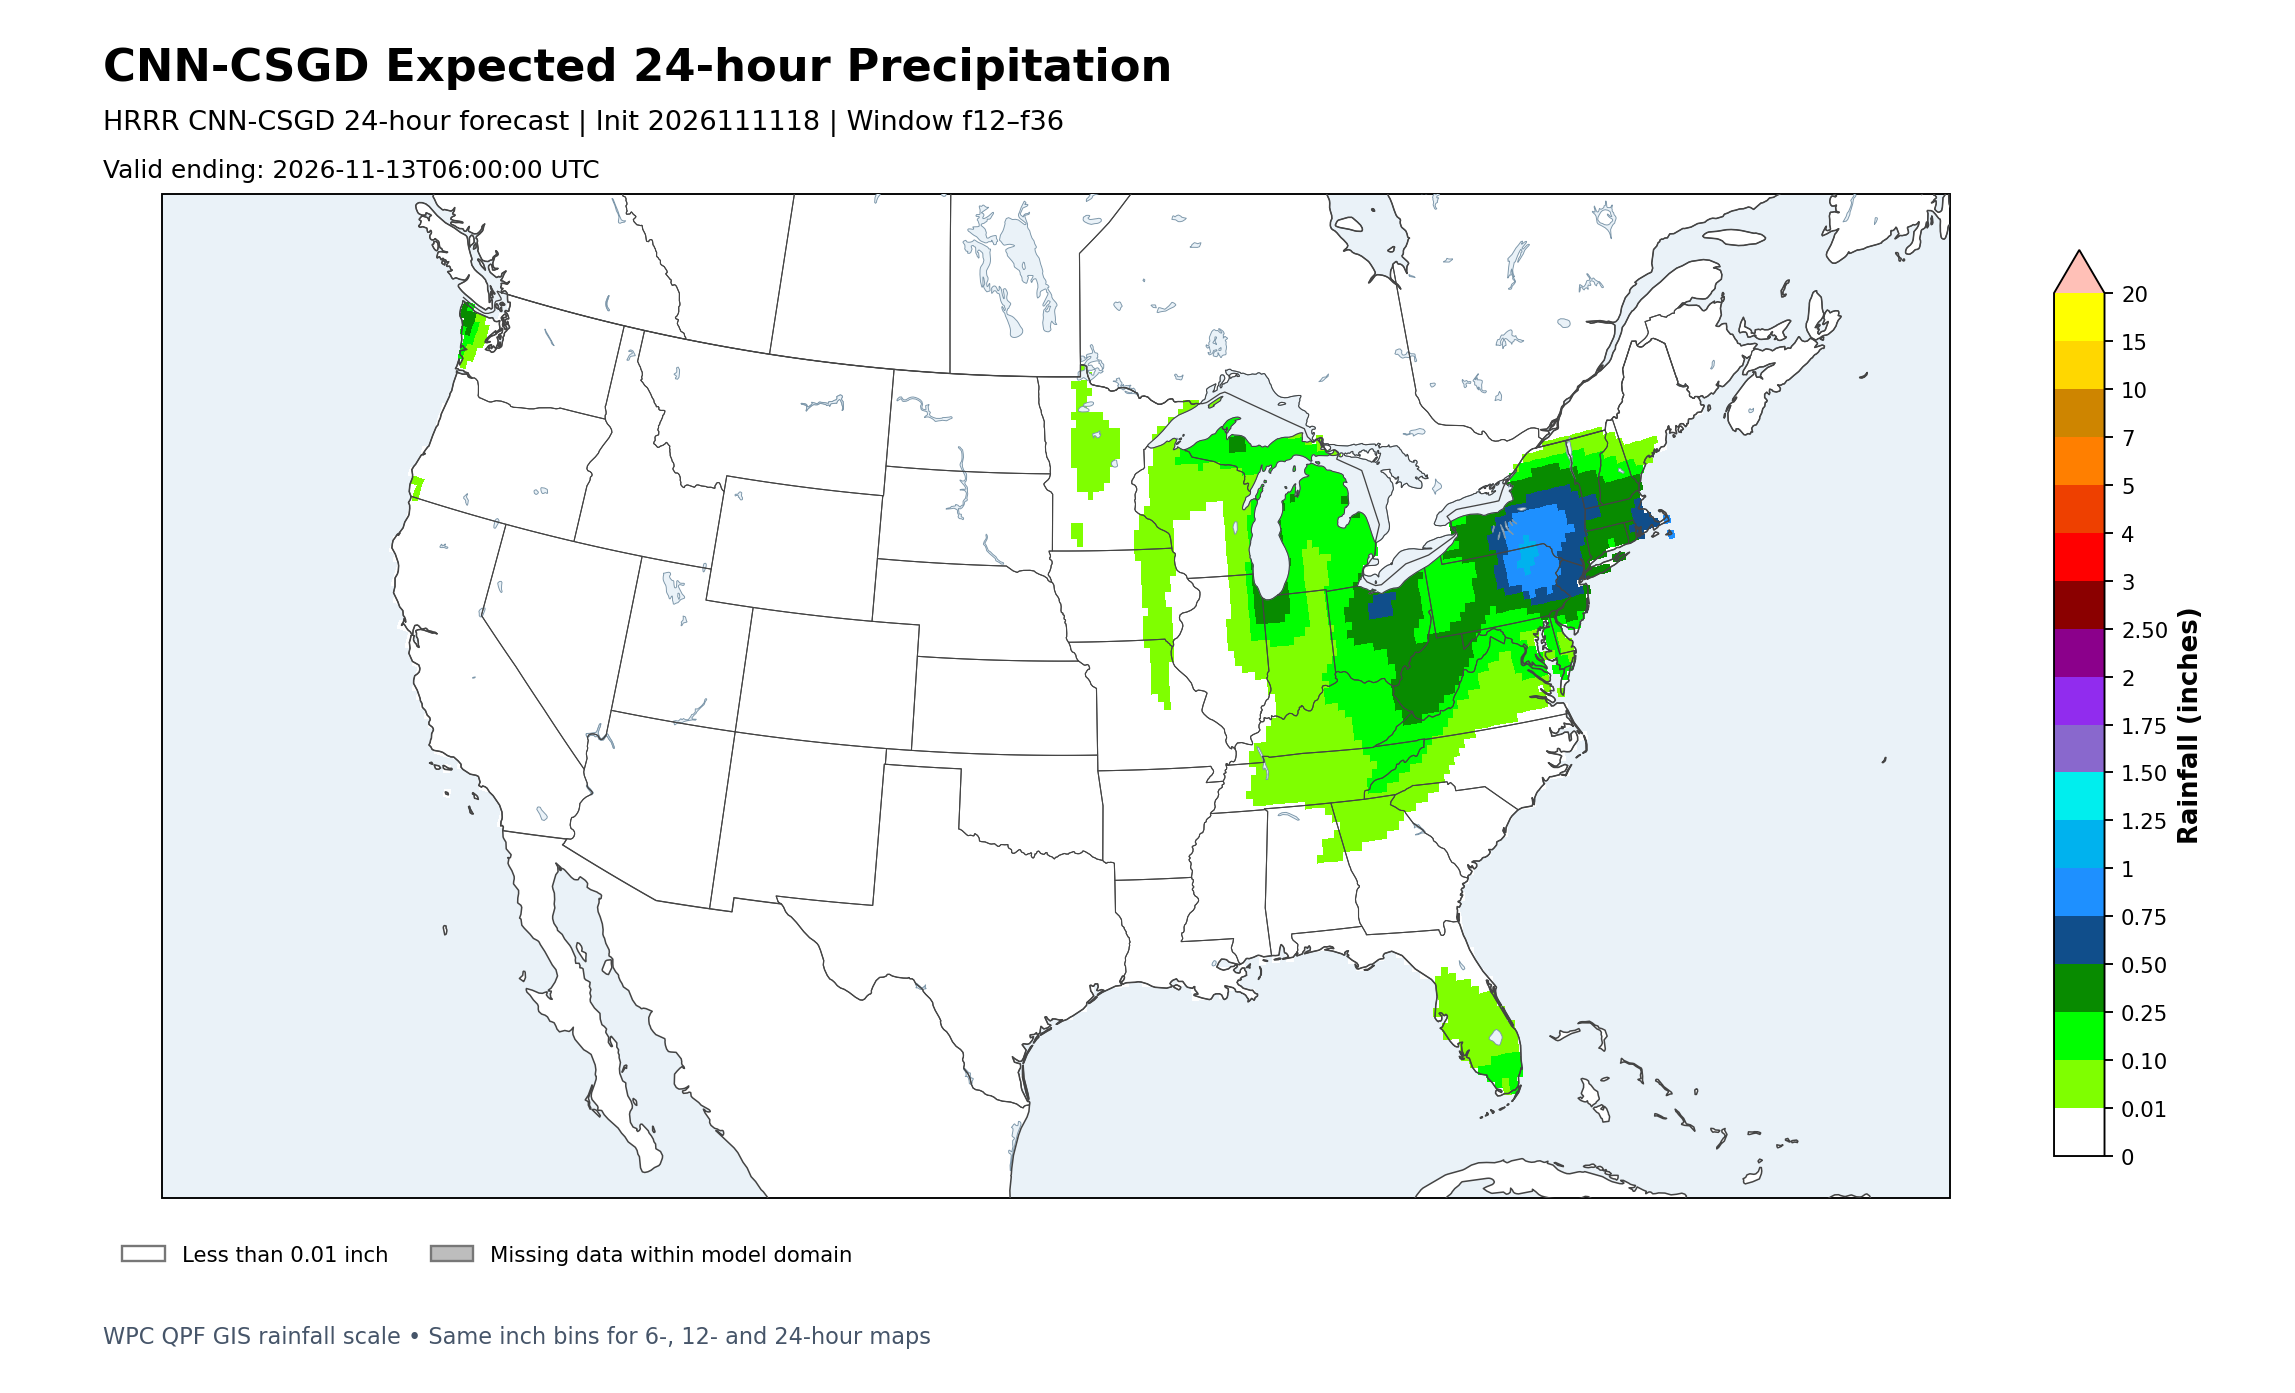 CNN-CSGD Expected 24-hour Precipitation
HRRR CNN-CSGD 24-hour forecast | Init 2026111118 | Window f12–f36
Valid ending: 2026-11-13T06:00:00 UTC
20
15
10
7
5
4
3
2.50
2
1.75
1.50
1.25
1
0.75
0.50
0.25
0.10
0.01
0
Rainfall (inches)
Less than 0.01 inch
Missing data within model domain
WPC QPF GIS rainfall scale • Same inch bins for 6-, 12- and 24-hour maps